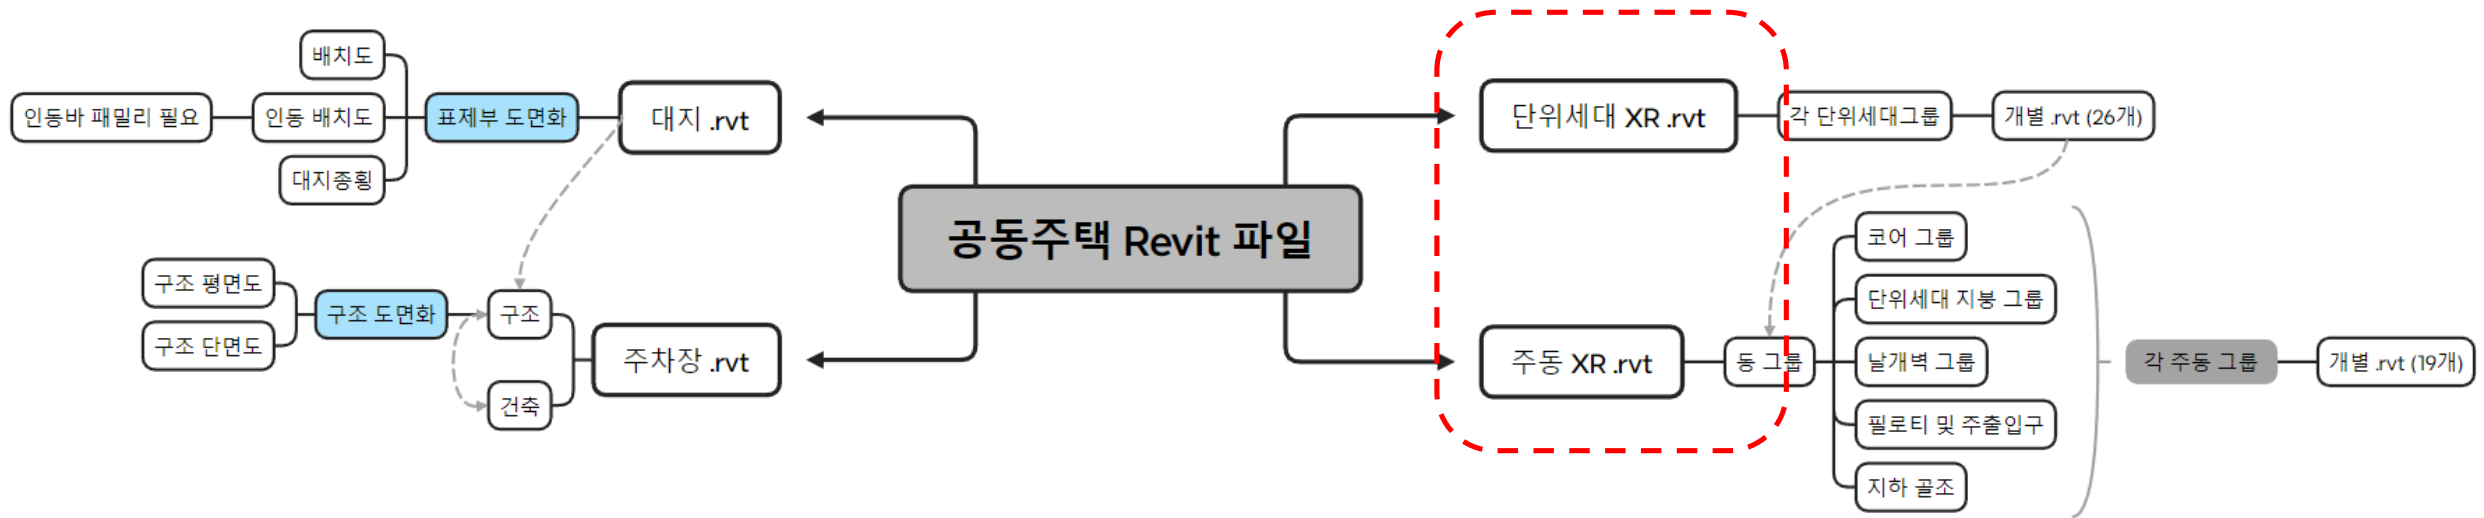 배치도
인동바 패밀리 필요
인동 배치도
표제부 도면화
대지종횡
대지 .rvt
공동주택 Revit 파일
구조 평면도
구조 단면도
구조 도면화
구조
건축
주차장 .rvt
단위세대 XR .rvt
각 단위세대그룹
개별 .rvt (26개)
주동 XR .rvt
동 그룹
코어 그룹
단위세대 지붕 그룹
날개벽 그룹
필로티 및 주출입구
지하 골조
각 주동 그룹
개별 .rvt (19개)